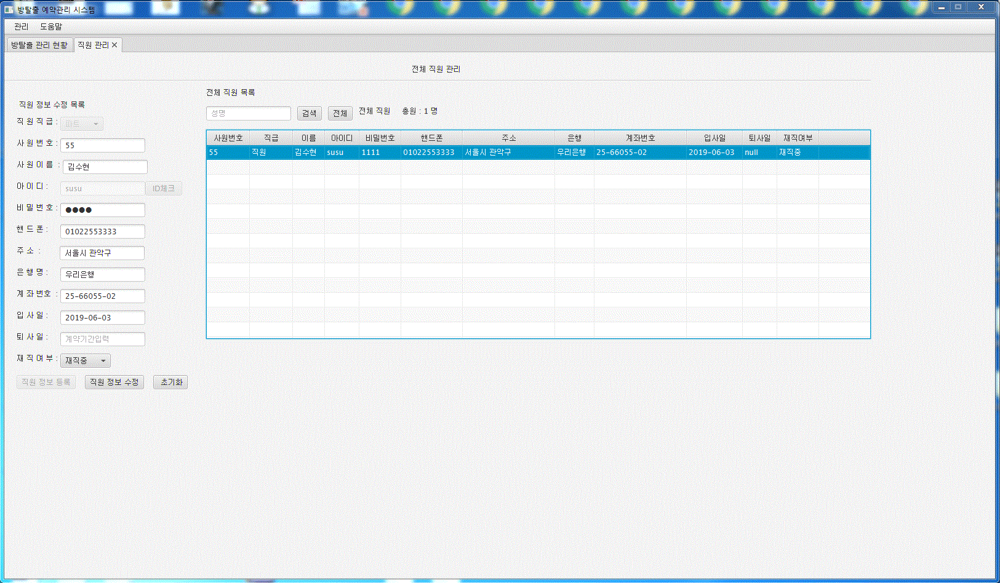 방탈출 예약관리 시스템
관리 도움말
방탈출 관리 현황 직원 관리
전체 직원 관리
직원 정보 수정 목록
직 원 직 급 : 파트
사 원 번 호 : 55
사 원 이 름 : 김수현
아 이 디 : susu ID체크
비 밀 번 호 : ●●●●
핸 드 폰 : 01022553333
주 소 : 서울시 관악구
은 행 명 : 우리은행
계 좌 번호 : 25-66055-02
입 사 일 : 2019-06-03
퇴 사 일 : 계약기간입력
재 직 여 부 : 재직중
직원 정보 등록 직원 정보 수정 초기화
전체 직원 목록
성명 검색 전체 전체 직원 총원 : 1 명
사원번호 직급 이름 아이디 비밀번호 핸드폰 주소 은행 계좌번호 입사일 퇴사일 재직여부
55 직원 김수현 susu 1111 01022553333 서울시 관악구 우리은행 25-66055-02 2019-06-03 null 재직중